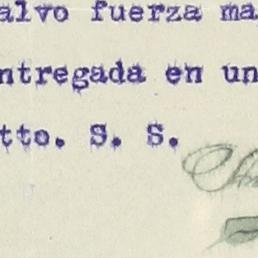 alvo fuerza ma
ntregada en un
tto. S. S.